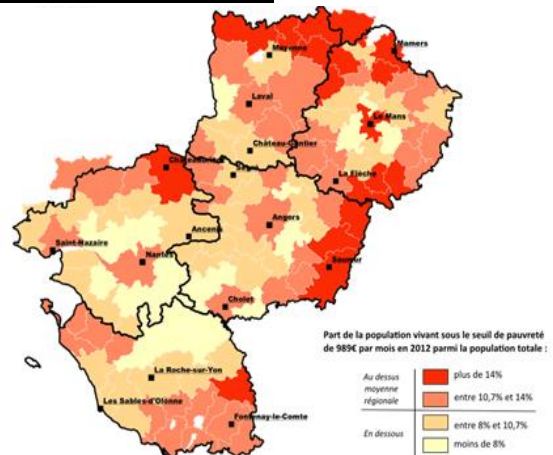 Mamers
Mayenne
Laval
Le Mans
Château-Gontier
Segré
La Flèche
Angers
Ancenis
Saint-Nazaire
Nantes
Saumur
Cholet
La Roche-sur-Yon
Les Sables-d'Olonne
Fontenay-le-Comte
Part de la population vivant sous le seuil de pauvreté
de 989€ par mois en 2012 parmi la population totale :
Au dessus
moyenne
régionale
plus de 14%
entre 10,7% et 14%
En dessous
entre 8% et 10,7%
moins de 8%